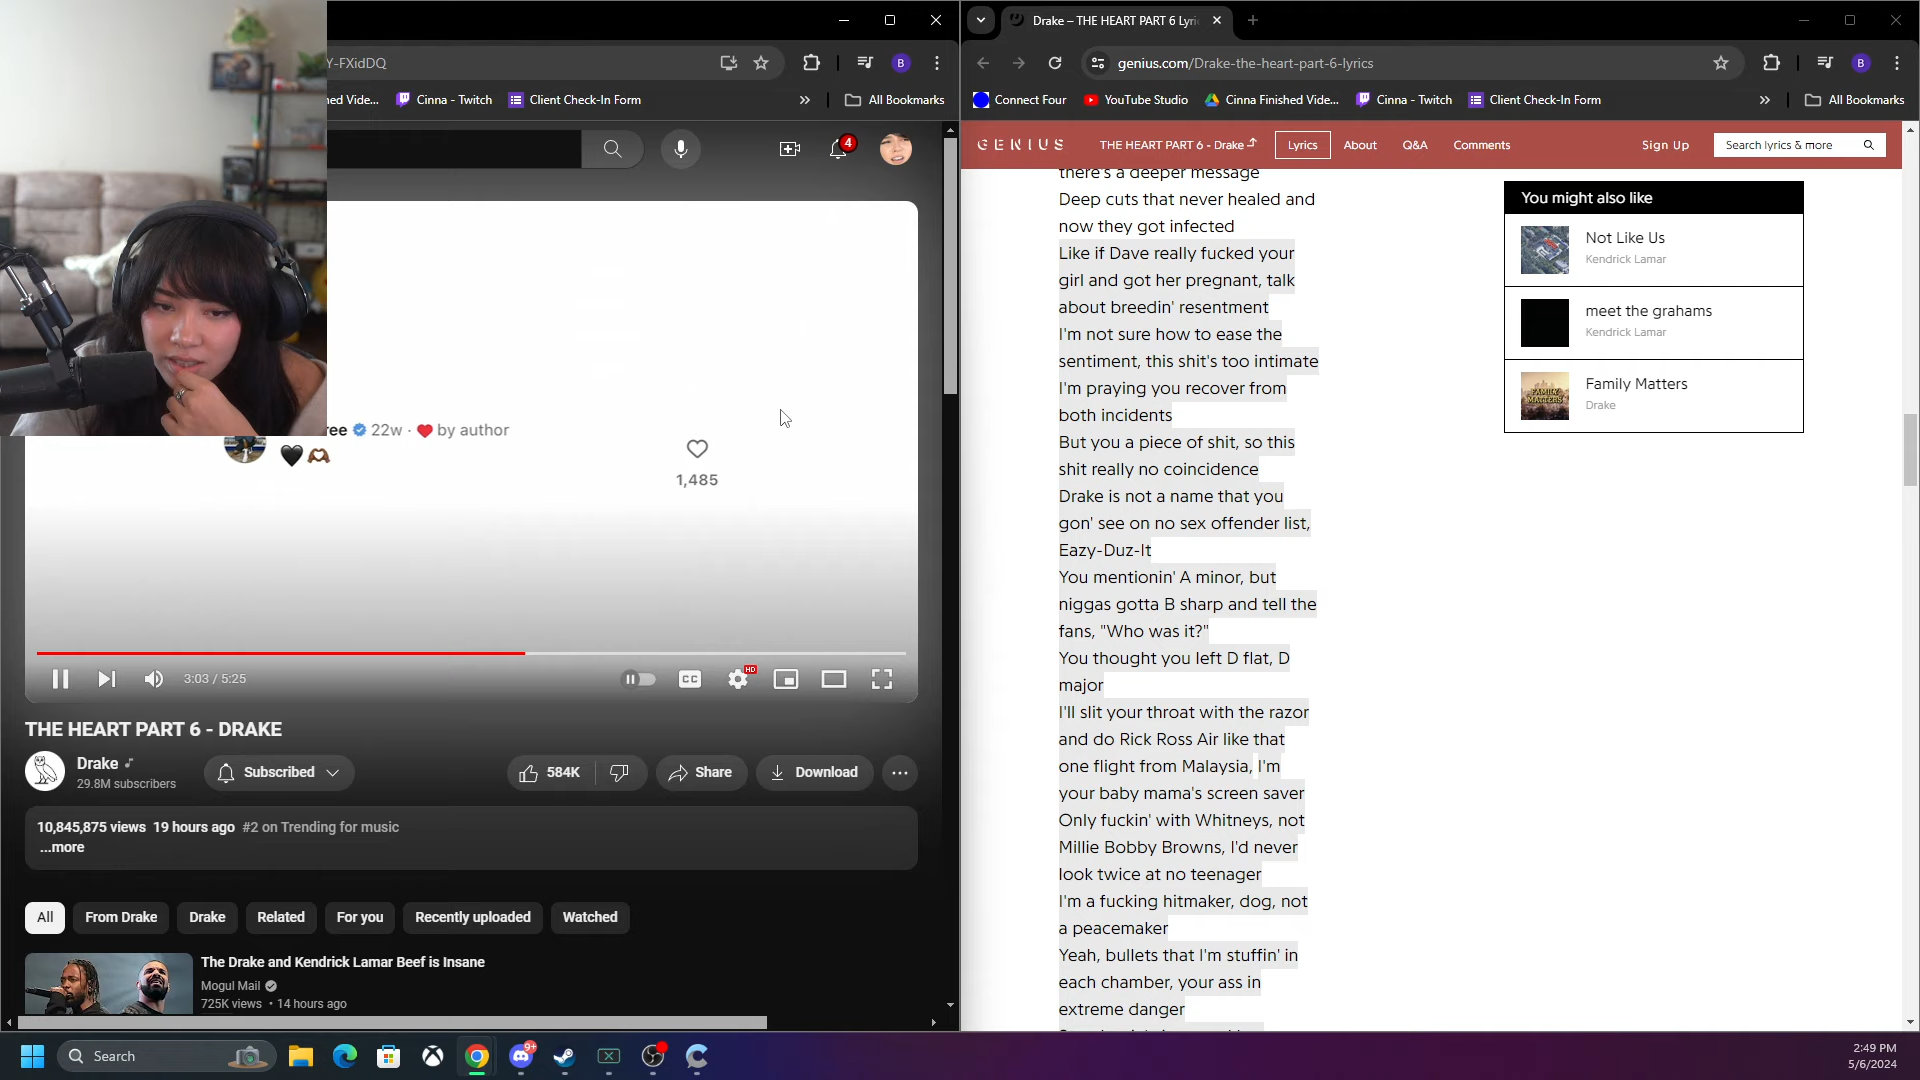 Y-FXidDQ
B
Drake – THE HEART PART 6 Lyri
genius.com/Drake-the-heart-part-6-lyrics
B
ned Vide...
Cinna - Twitch
Client Check-In Form
All Bookmarks
Connect Four
YouTube Studio
Cinna Finished Vide...
Cinna - Twitch
Client Check-In Form
All Bookmarks
4
GENIUS
THE HEART PART 6 - Drake
Lyrics
About
Q&A
Comments
Sign Up
Search lyrics & more
there's a deeper message
Deep cuts that never healed and
now they got infected
Like if Dave really fucked your
girl and got her pregnant, talk
about breedin' resentment
I'm not sure how to ease the
sentiment, this shit's too intimate
I'm praying you recover from
both incidents
But you a piece of shit, so this
shit really no coincidence
Drake is not a name that you
gon' see on no sex offender list,
Eazy-Duz-It
You mentionin' A minor, but
niggas gotta B sharp and tell the
fans, "Who was it?"
You thought you left D flat, D
major
I'll slit your throat with the razor
and do Rick Ross Air like that
one flight from Malaysia, I'm
your baby mama's screen saver
Only fuckin' with Whitneys, not
Millie Bobby Browns, I'd never
look twice at no teenager
I'm a fucking hitmaker, dog, not
a peacemaker
Yeah, bullets that I'm stuffin' in
each chamber, your ass in
extreme danger
You might also like
Not Like Us
Kendrick Lamar
meet the grahams
Kendrick Lamar
Family Matters
Drake
ree 22w · ❤️ by author
🖤🫶🏾
1,485
3:03 / 5:25
CC
HD
THE HEART PART 6 - DRAKE
Drake
29.8M subscribers
Subscribed
584K
Share
Download
10,845,875 views 19 hours ago #2 on Trending for music
...more
All
From Drake
Drake
Related
For you
Recently uploaded
Watched
The Drake and Kendrick Lamar Beef is Insane
Mogul Mail
725K views • 14 hours ago
Search
9+
2:49 PM
5/6/2024